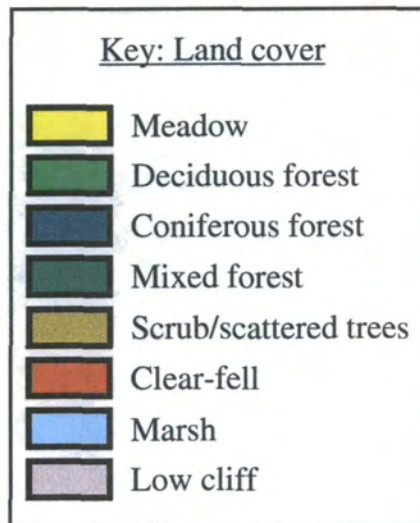 Key: Land cover
Meadow
Deciduous forest
Coniferous forest
Mixed forest
Scrub/scattered trees
Clear-fell
Marsh
Low cliff